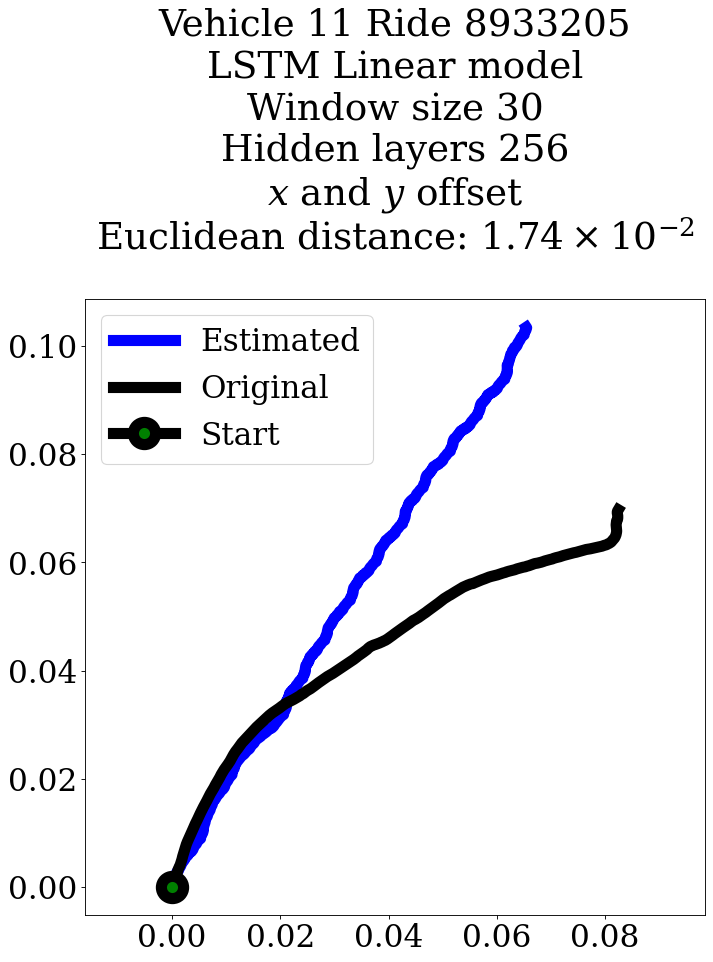 Vehicle 11 Ride 8933205
LSTM Linear model
Window size 30
Hidden layers 256
x and y offset
Euclidean distance: 1.74 × 10⁻²
Estimated
Original
Start
0.10
0.08
0.06
0.04
0.02
0.00
0.00 0.02 0.04 0.06 0.08